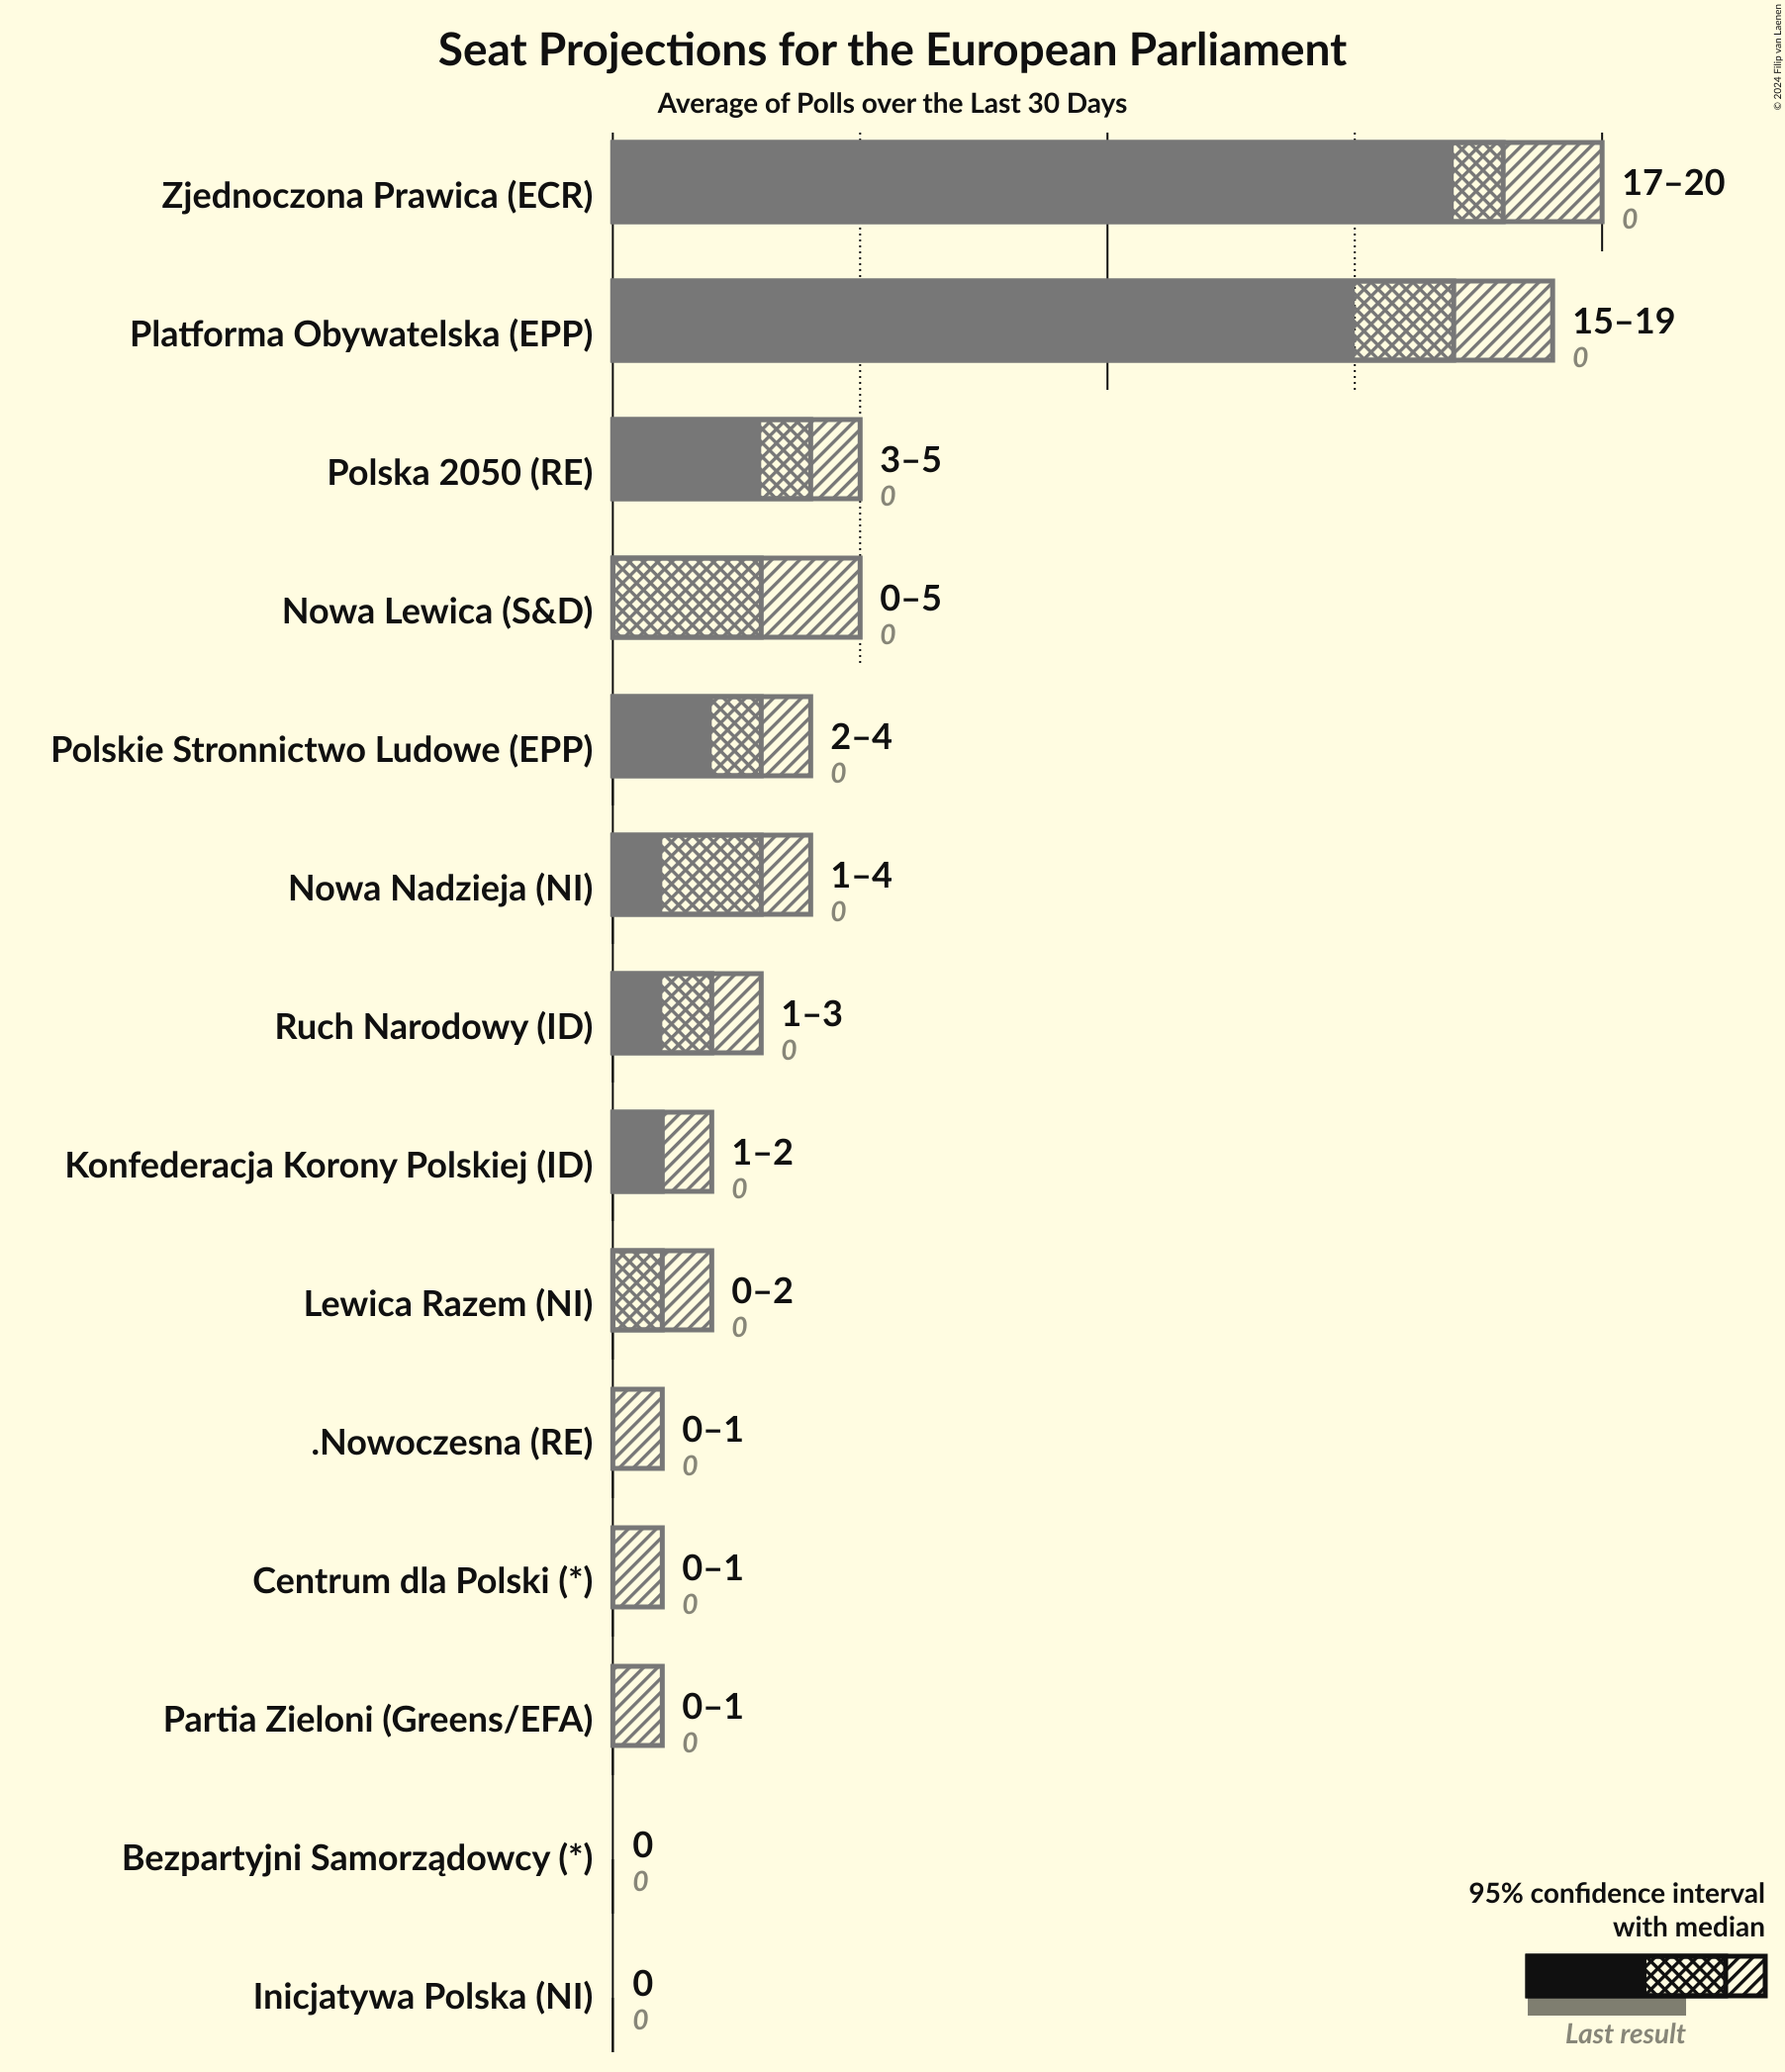 Seat Projections for the European Parliament
Average of Polls over the Last 30 Days
© 2024 Filip van Laenen
Zjednoczona Prawica (ECR)
17–20
0
Platforma Obywatelska (EPP)
15–19
0
Polska 2050 (RE)
3–5
0
Nowa Lewica (S&D)
0–5
0
Polskie Stronnictwo Ludowe (EPP)
2–4
0
Nowa Nadzieja (NI)
1–4
0
Ruch Narodowy (ID)
1–3
0
Konfederacja Korony Polskiej (ID)
1–2
0
Lewica Razem (NI)
0–2
0
.Nowoczesna (RE)
0–1
0
Centrum dla Polski (*)
0–1
0
Partia Zieloni (Greens/EFA)
0–1
0
Bezpartyjni Samorządowcy (*)
0
0
Inicjatywa Polska (NI)
0
0
95% confidence interval
with median
Last result